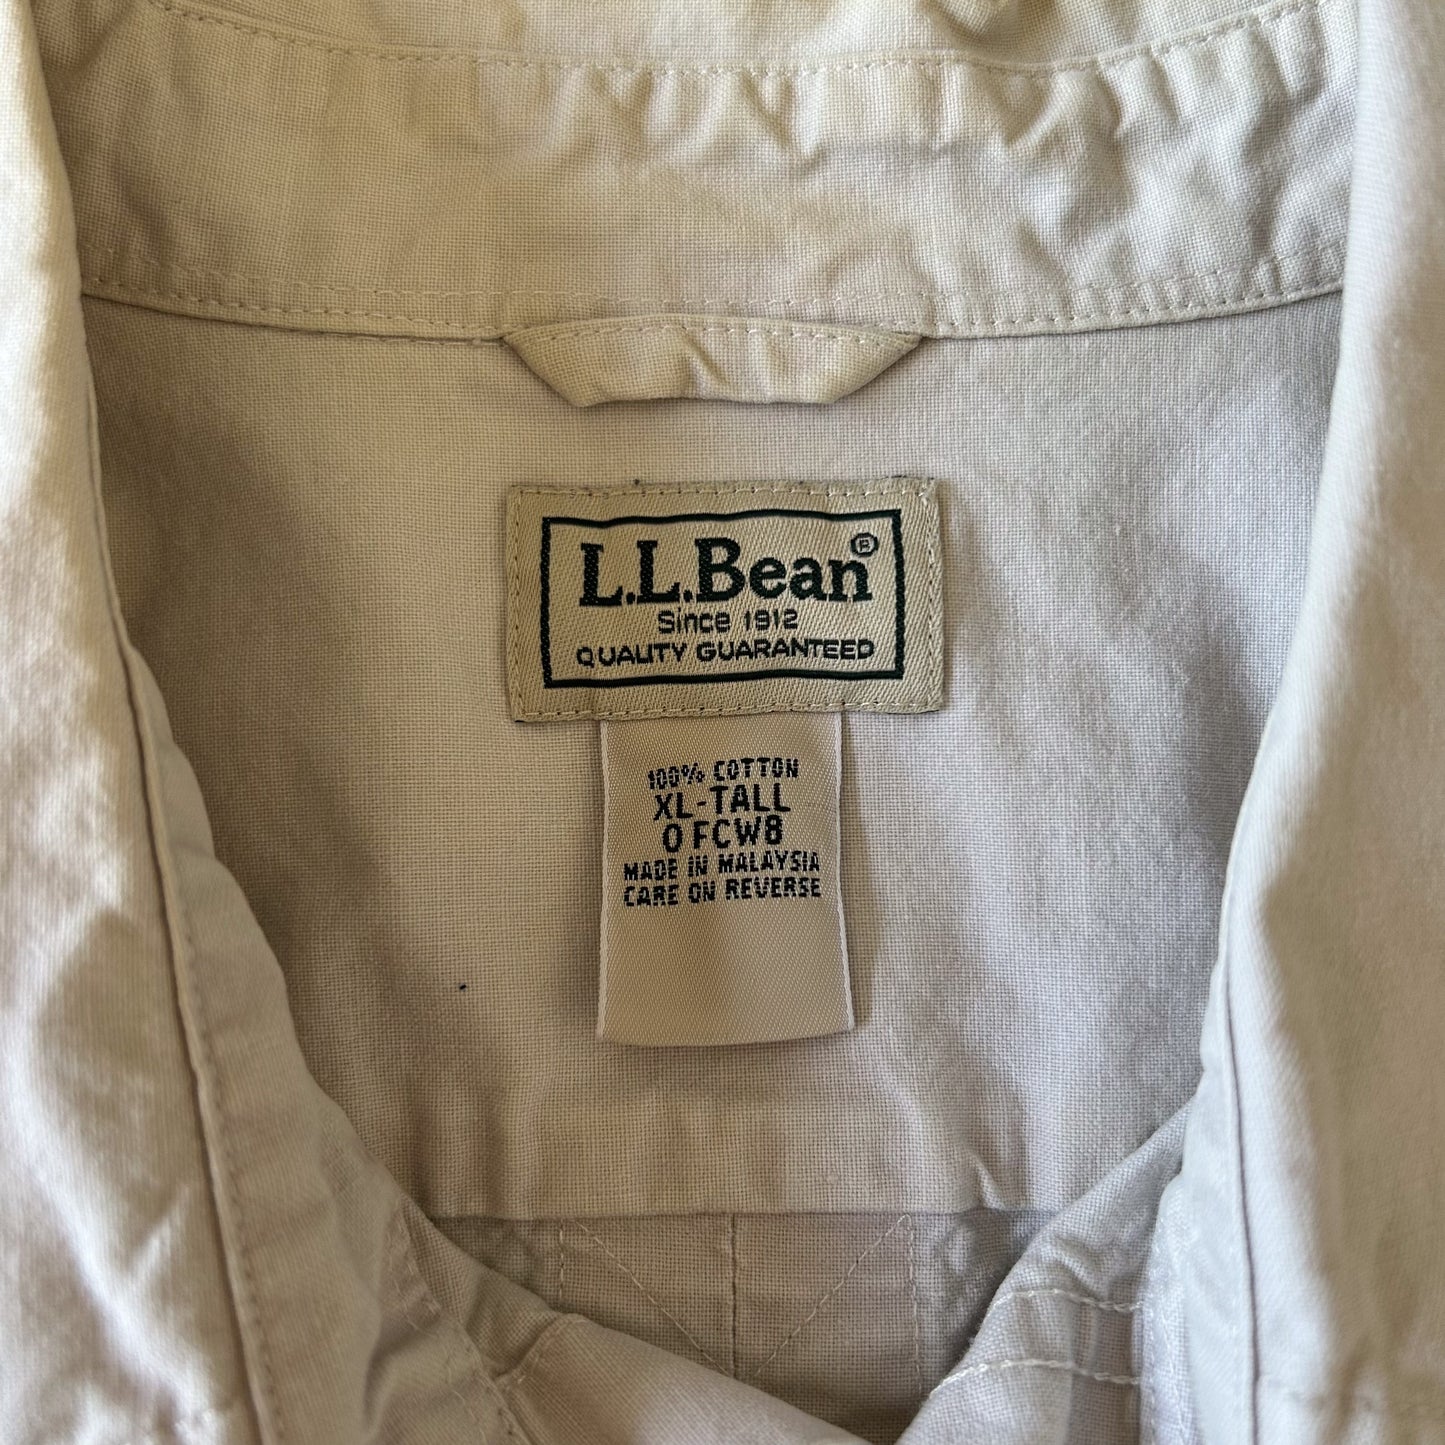 L.L.Bean®
Since 1912
QUALITY GUARANTEED
100% COTTON
XL-TALL
0 FCW8
MADE IN MALAYSIA
CARE ON REVERSE